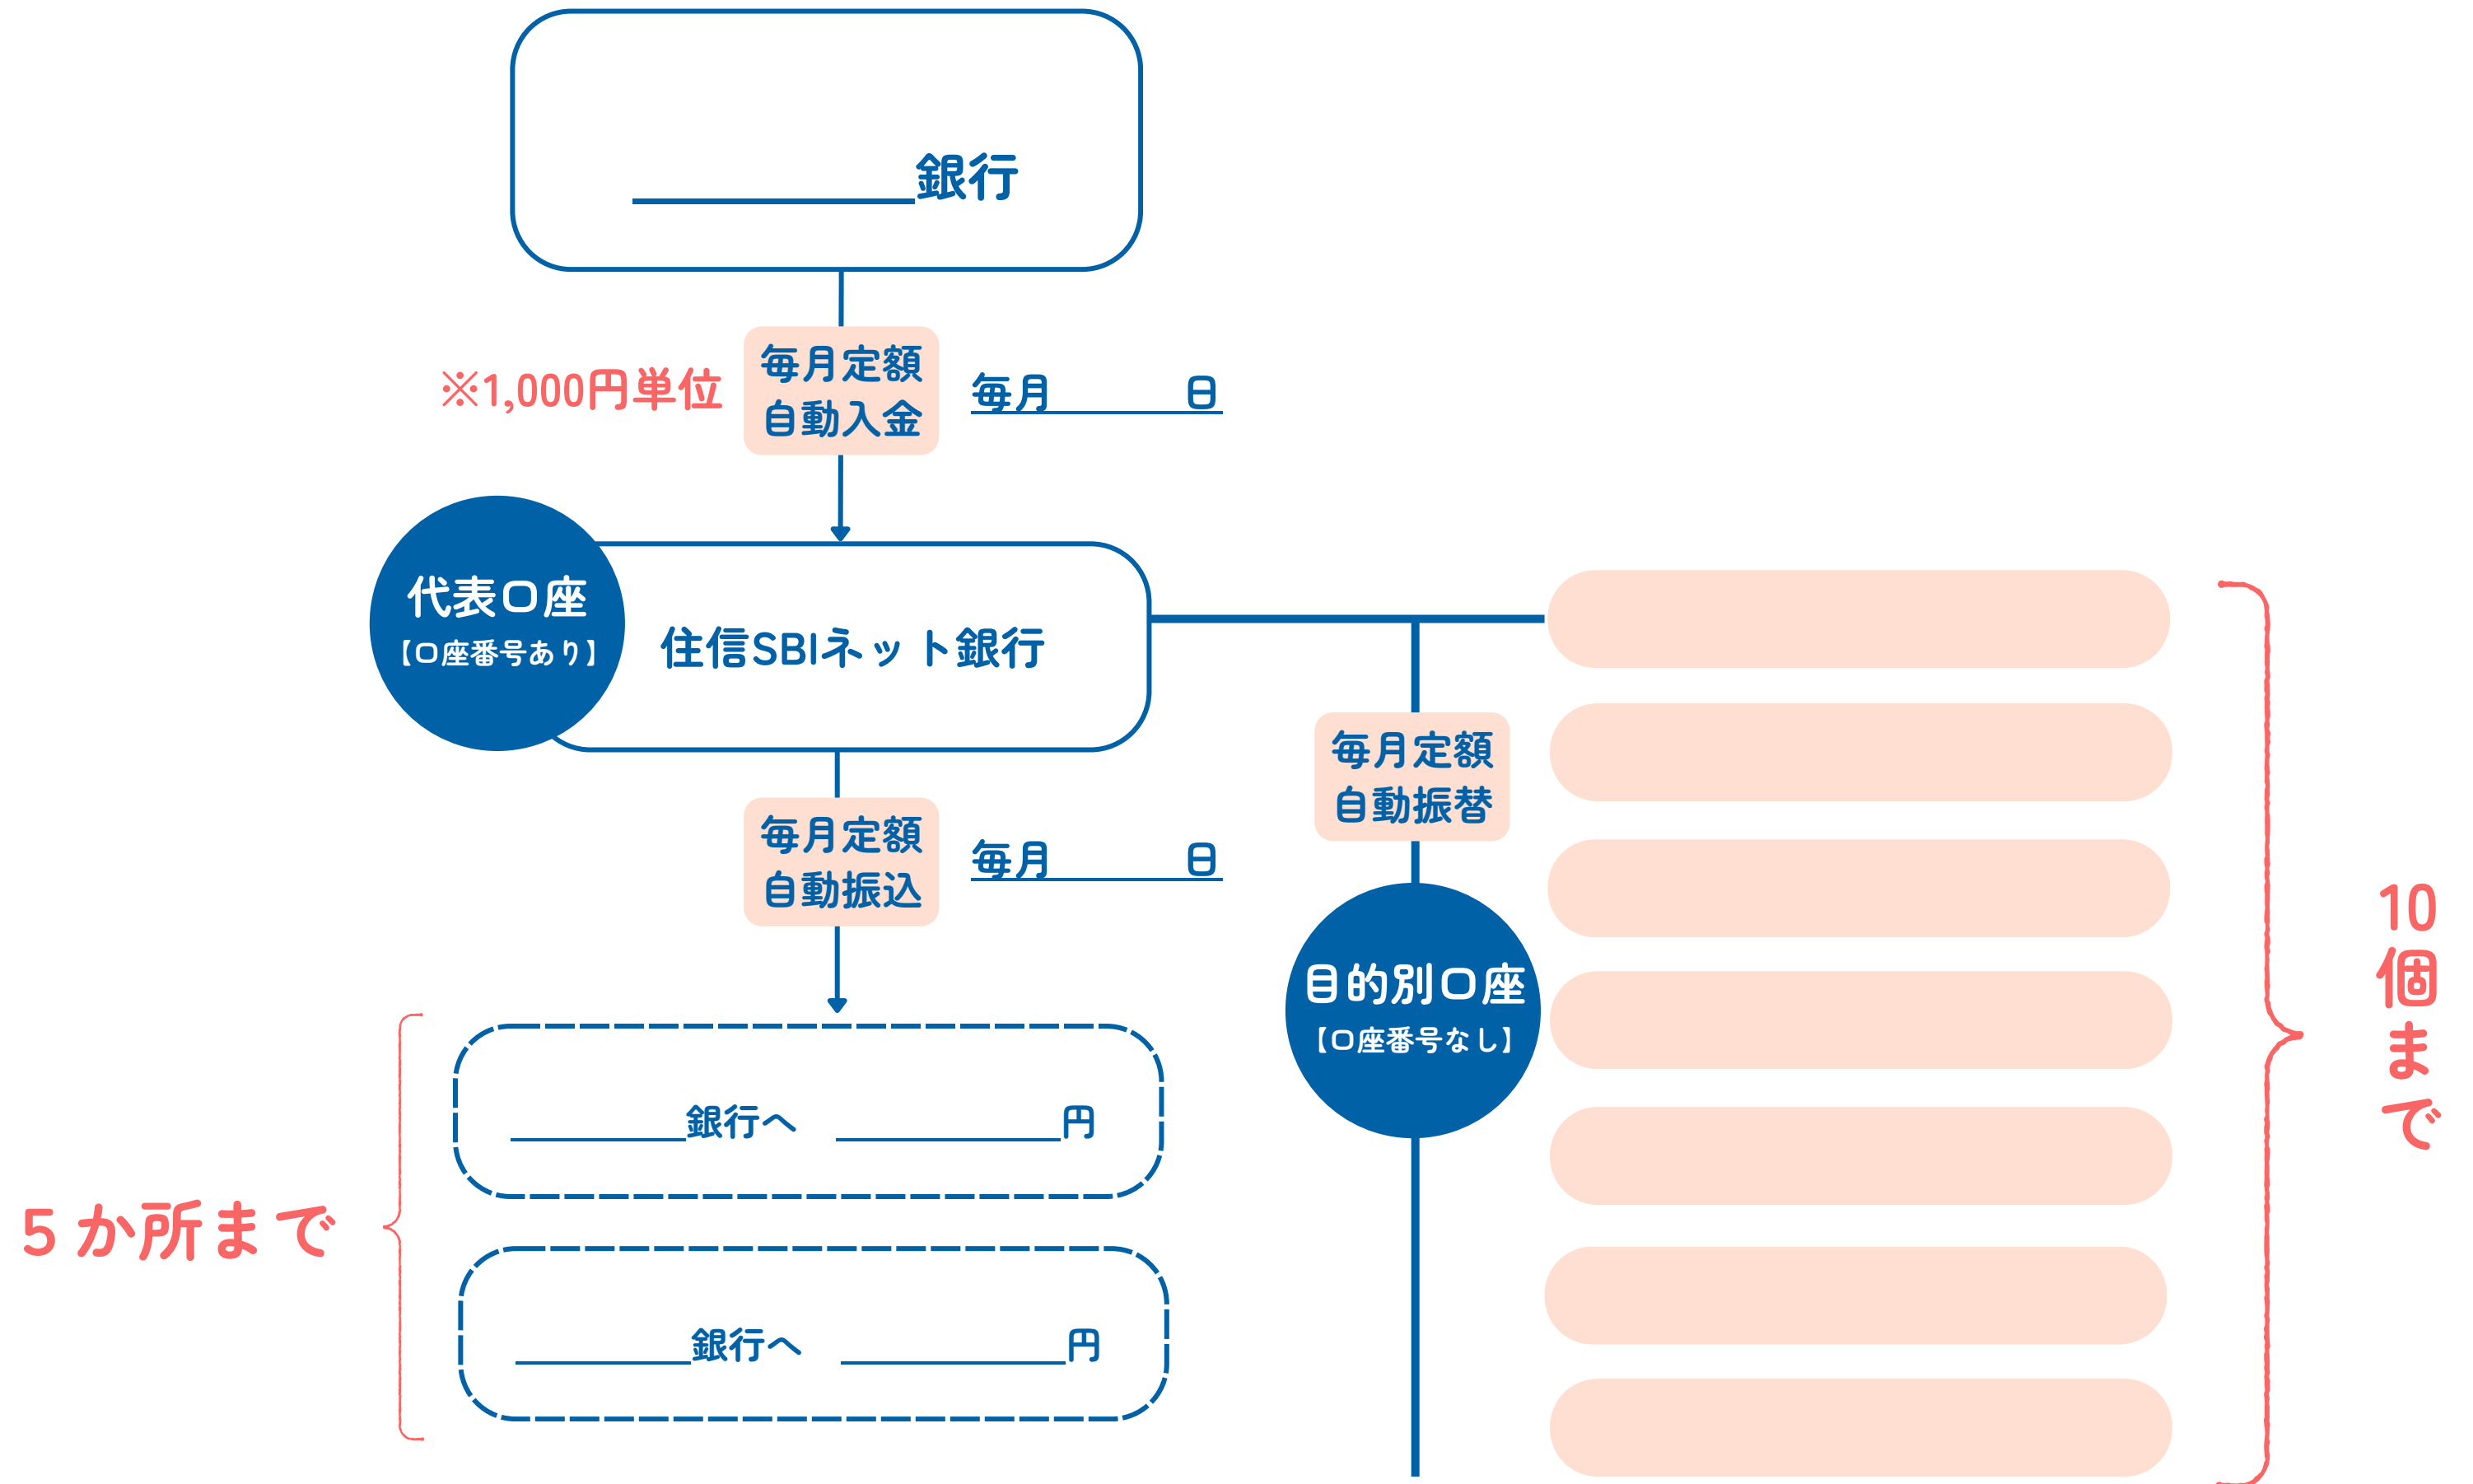 銀行
※1,000円単位
毎月定額
自動入金
毎月 日
代表口座
【口座番号あり】
住信SBIネット銀行
毎月定額
自動振込
毎月 日
毎月定額
自動振替
目的別口座
【口座番号なし】
10個まで
5か所まで
銀行へ 円
銀行へ 円